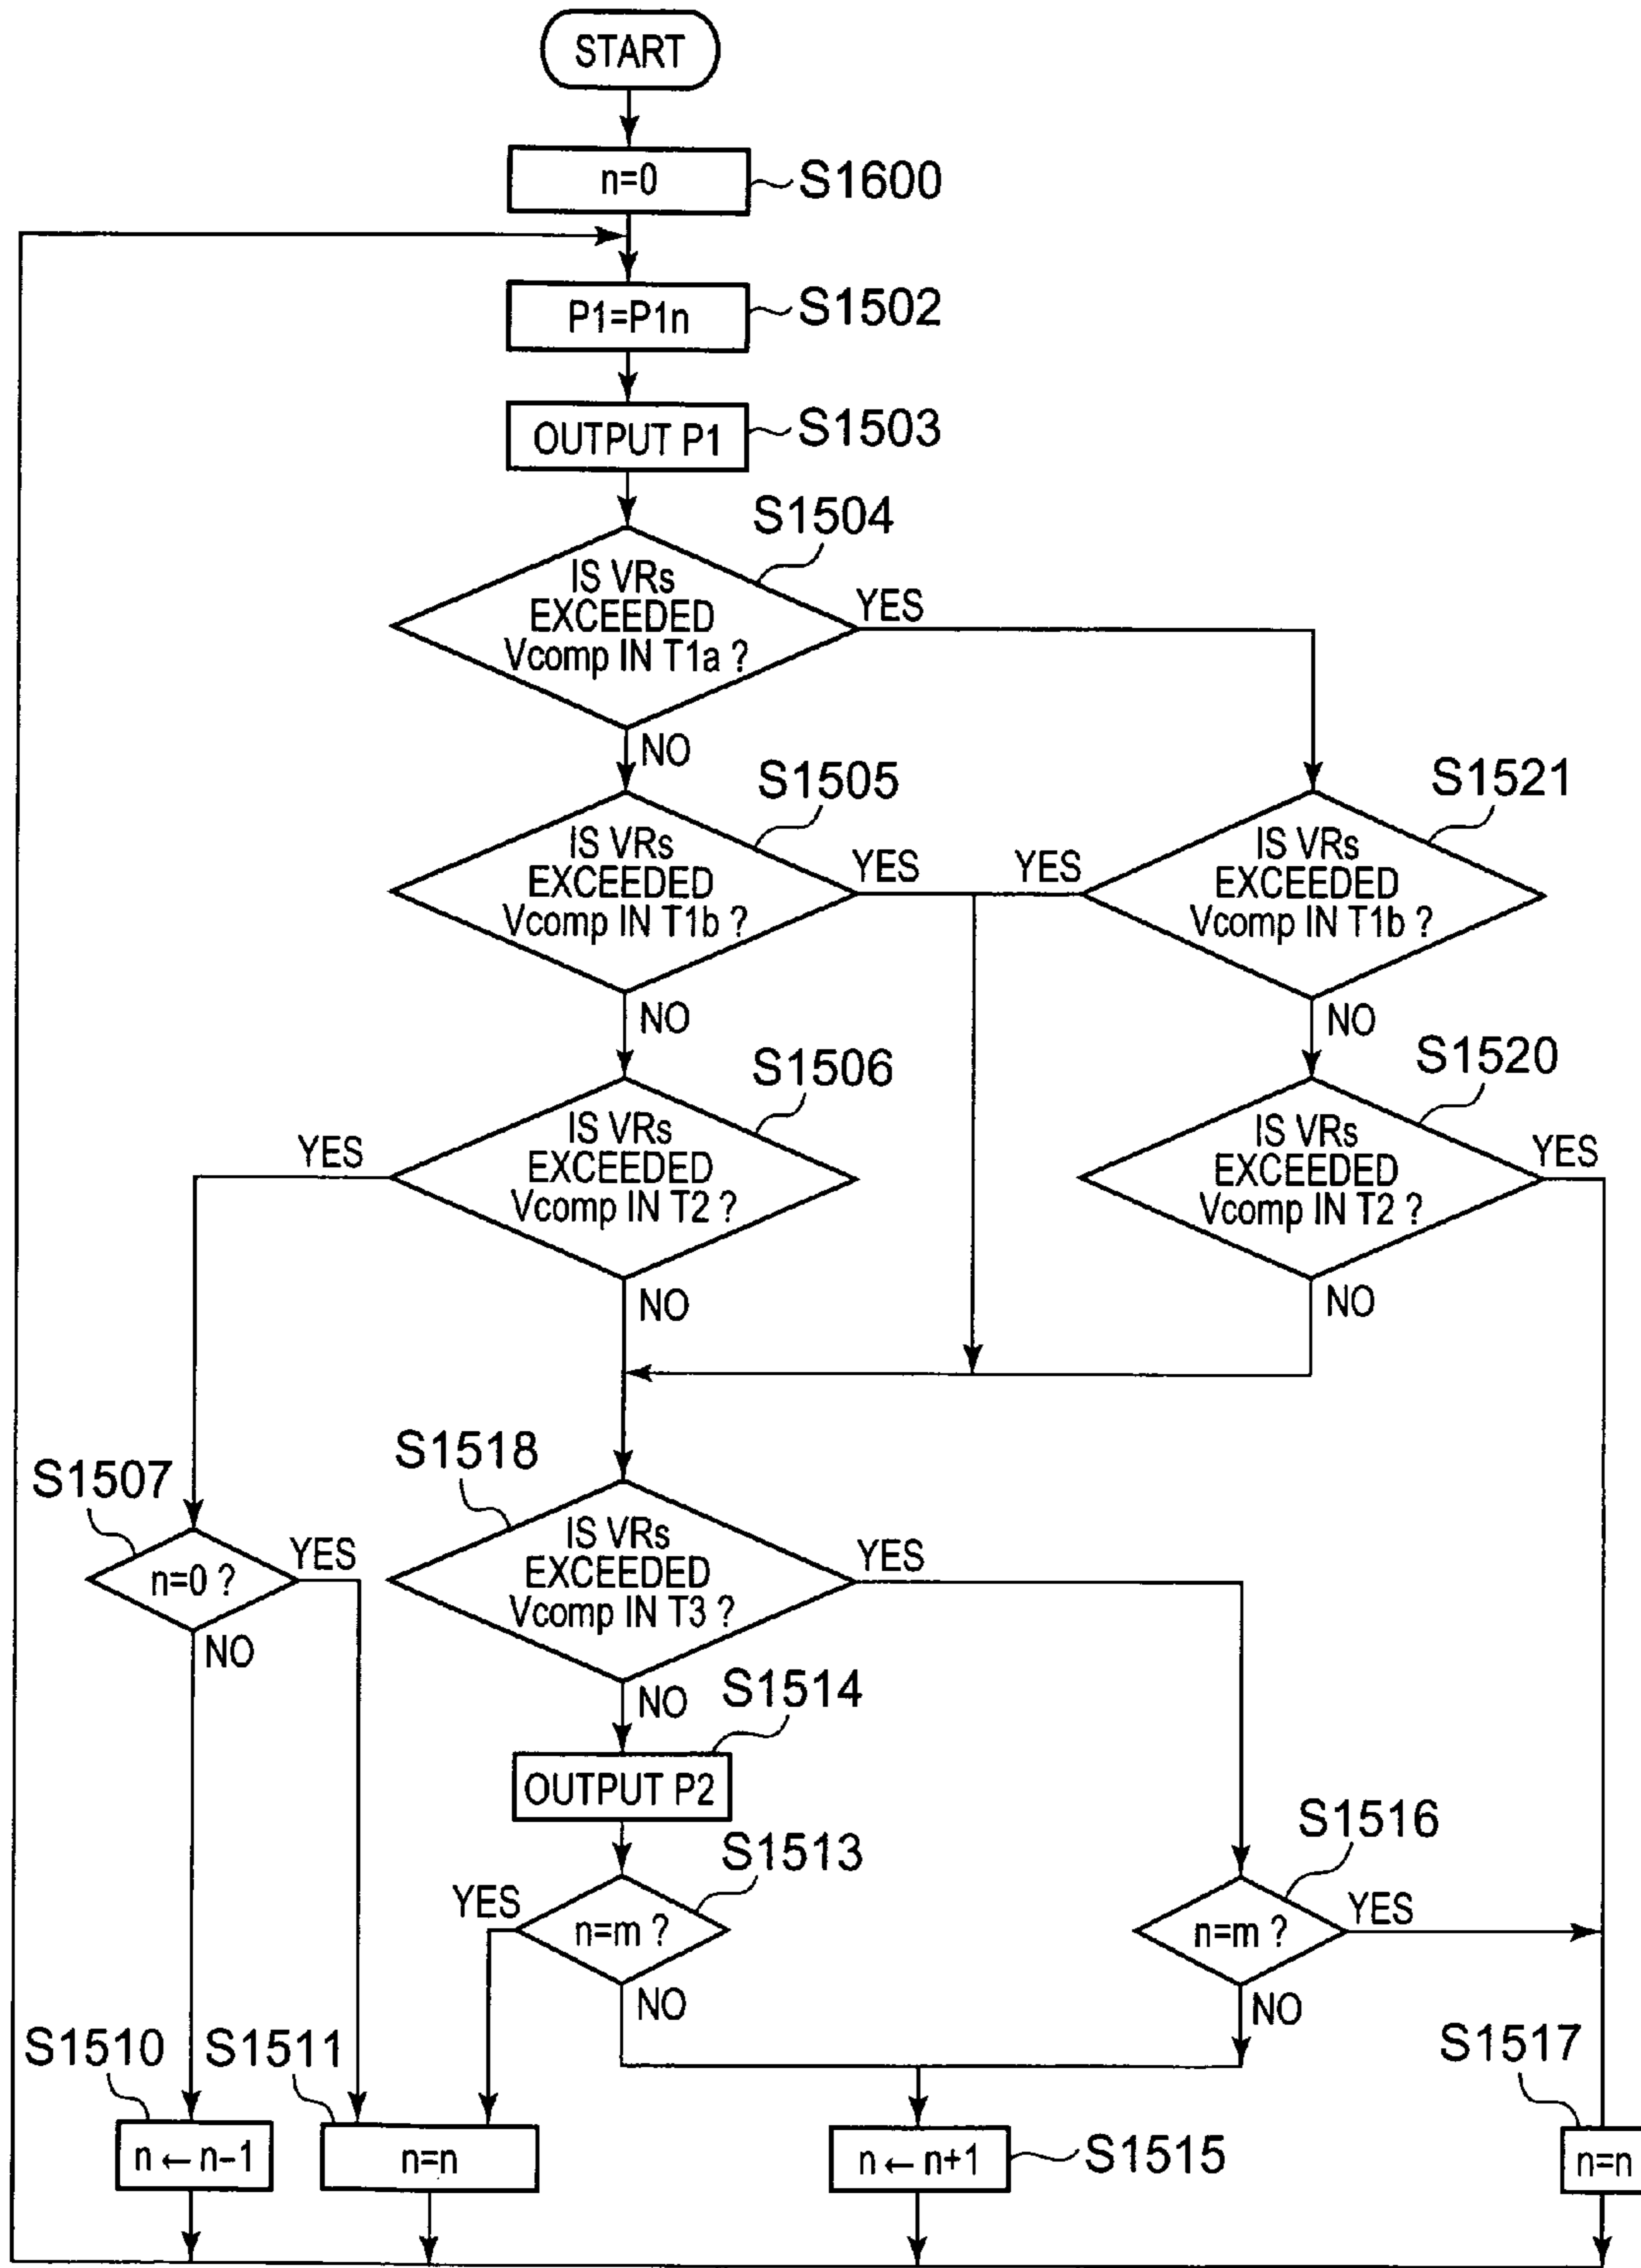 START
n=0
S1600
P1=P1n
S1502
OUTPUT P1
S1503
S1504
IS VRs
EXCEEDED
Vcomp IN T1a ?
YES
NO
S1505
IS VRs
EXCEEDED
Vcomp IN T1b ?
YES
NO
S1521
YES
IS VRs
EXCEEDED
Vcomp IN T1b ?
NO
S1506
YES
IS VRs
EXCEEDED
Vcomp IN T2 ?
NO
S1520
IS VRs
EXCEEDED
Vcomp IN T2 ?
YES
NO
S1507
n=0 ?
YES
NO
S1518
IS VRs
EXCEEDED
Vcomp IN T3 ?
YES
NO
S1514
OUTPUT P2
S1513
YES
n=m ?
NO
S1516
n=m ?
YES
NO
S1510
n ← n−1
S1511
n=n
n ← n+1
S1515
S1517
n=n